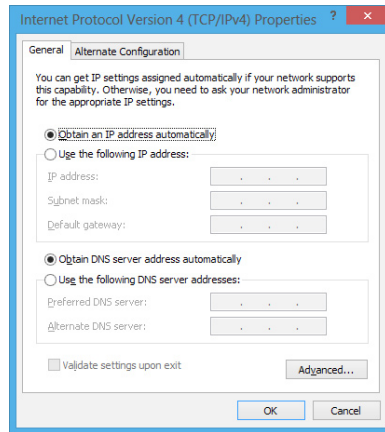 Internet Protocol Version 4 (TCP/IPv4) Properties ? ×
General Alternate Configuration
You can get IP settings assigned automatically if your network supports
this capability. Otherwise, you need to ask your network administrator
for the appropriate IP settings.
Obtain an IP address automatically
Use the following IP address:
IP address: . . .
Subnet mask: . . .
Default gateway: . . .
Obtain DNS server address automatically
Use the following DNS server addresses:
Preferred DNS server: . . .
Alternate DNS server: . . .
Validate settings upon exit
Advanced...
OK Cancel